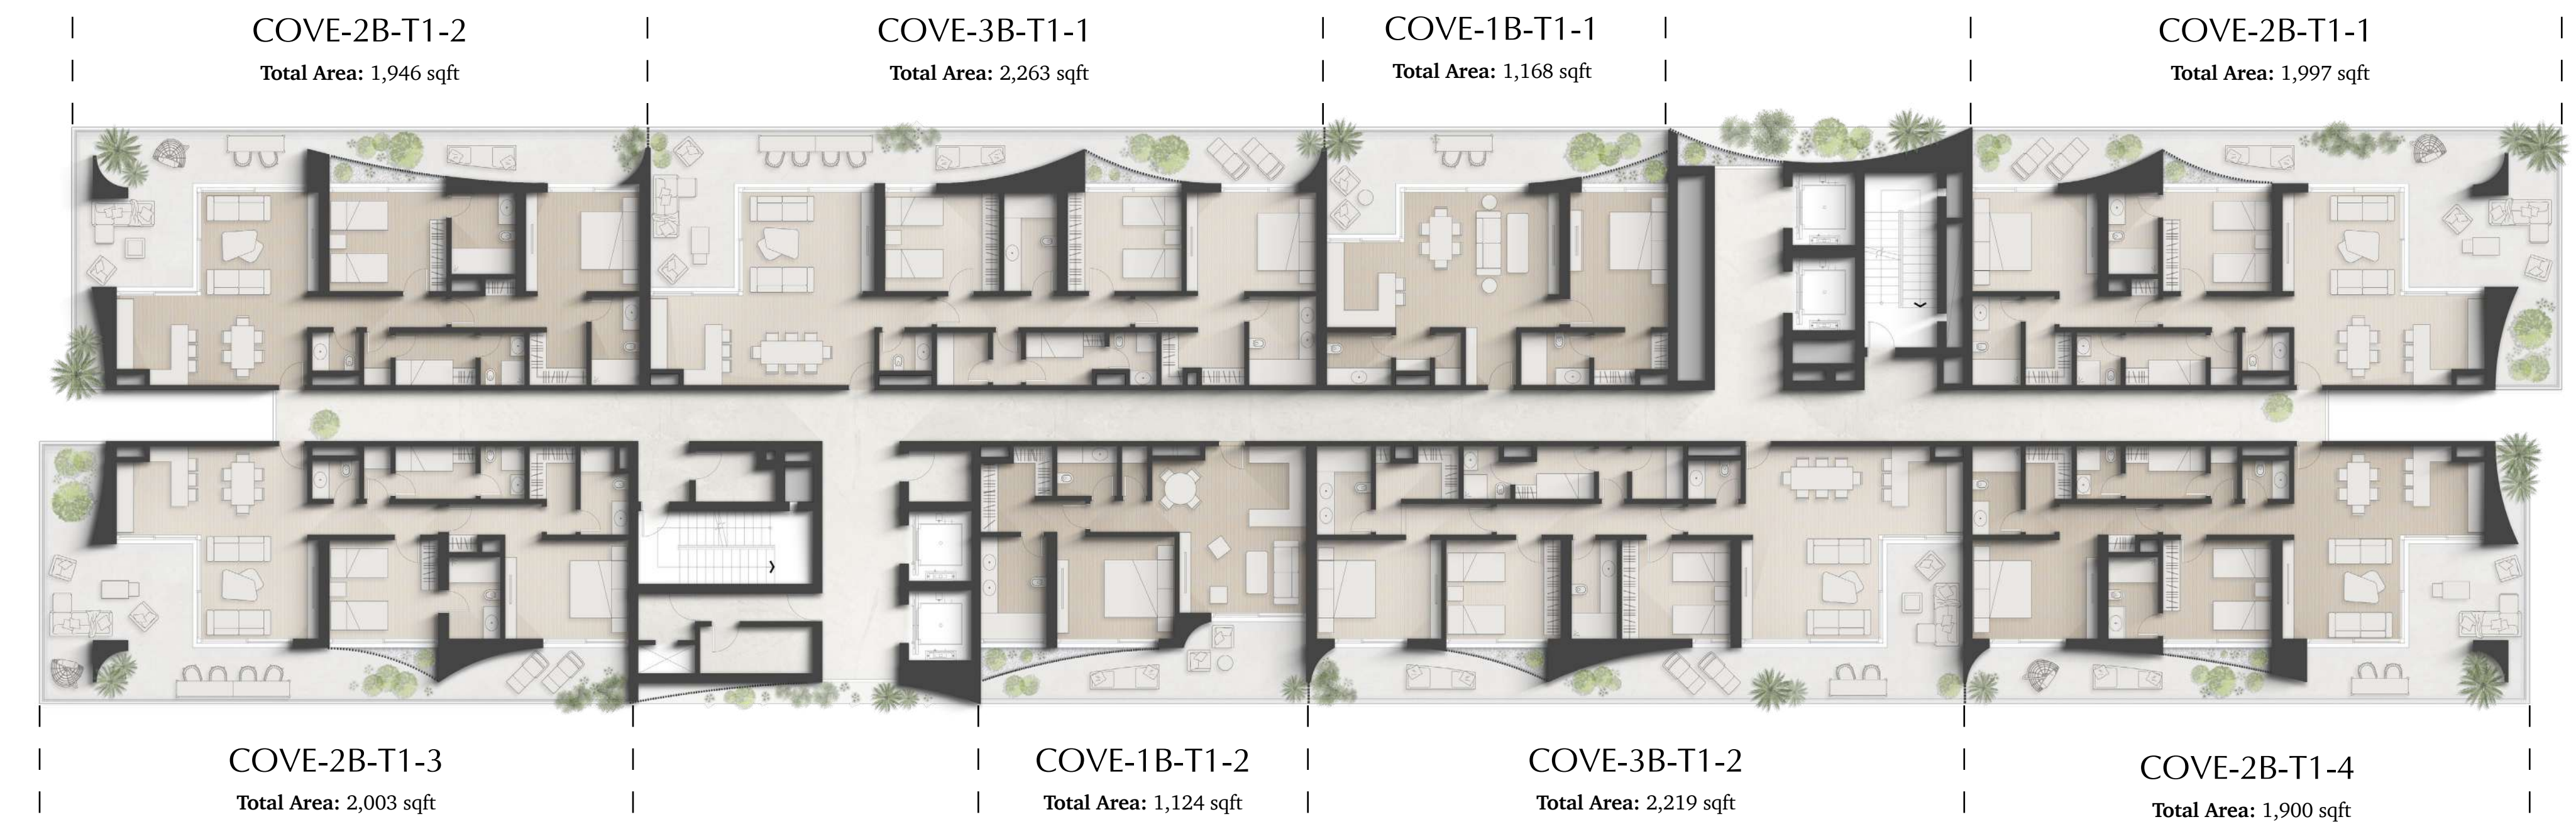 COVE-2B-T1-2
Total Area: 1,946 sqft
COVE-3B-T1-1
Total Area: 2,263 sqft
COVE-1B-T1-1
Total Area: 1,168 sqft
COVE-2B-T1-1
Total Area: 1,997 sqft
COVE-2B-T1-3
Total Area: 2,003 sqft
COVE-1B-T1-2
Total Area: 1,124 sqft
COVE-3B-T1-2
Total Area: 2,219 sqft
COVE-2B-T1-4
Total Area: 1,900 sqft